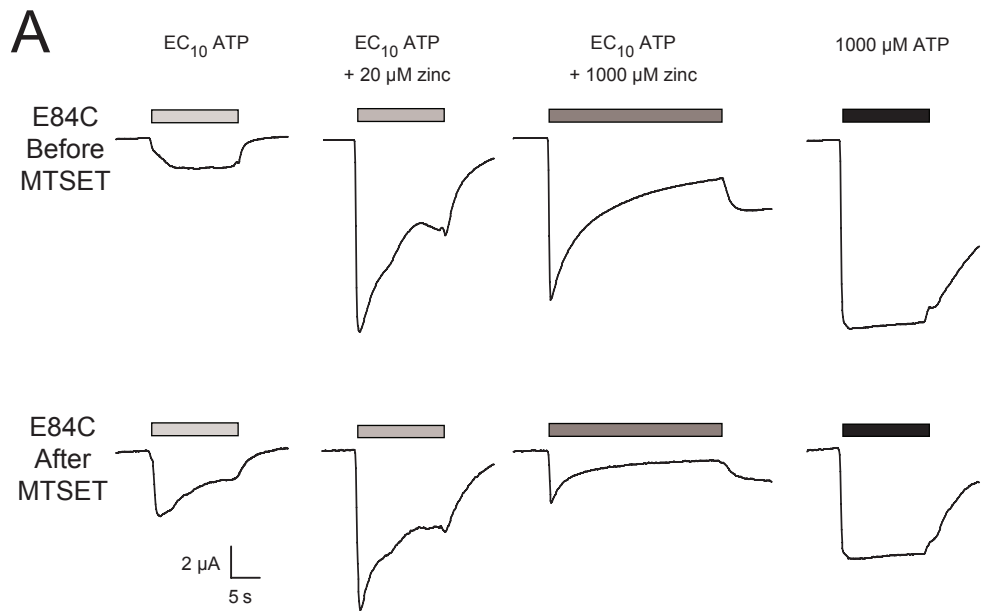 A
EC10 ATP
EC10 ATP
+ 20 µM zinc
EC10 ATP
+ 1000 µM zinc
1000 µM ATP
E84C
Before
MTSET
E84C
After
MTSET
2 µA
5 s